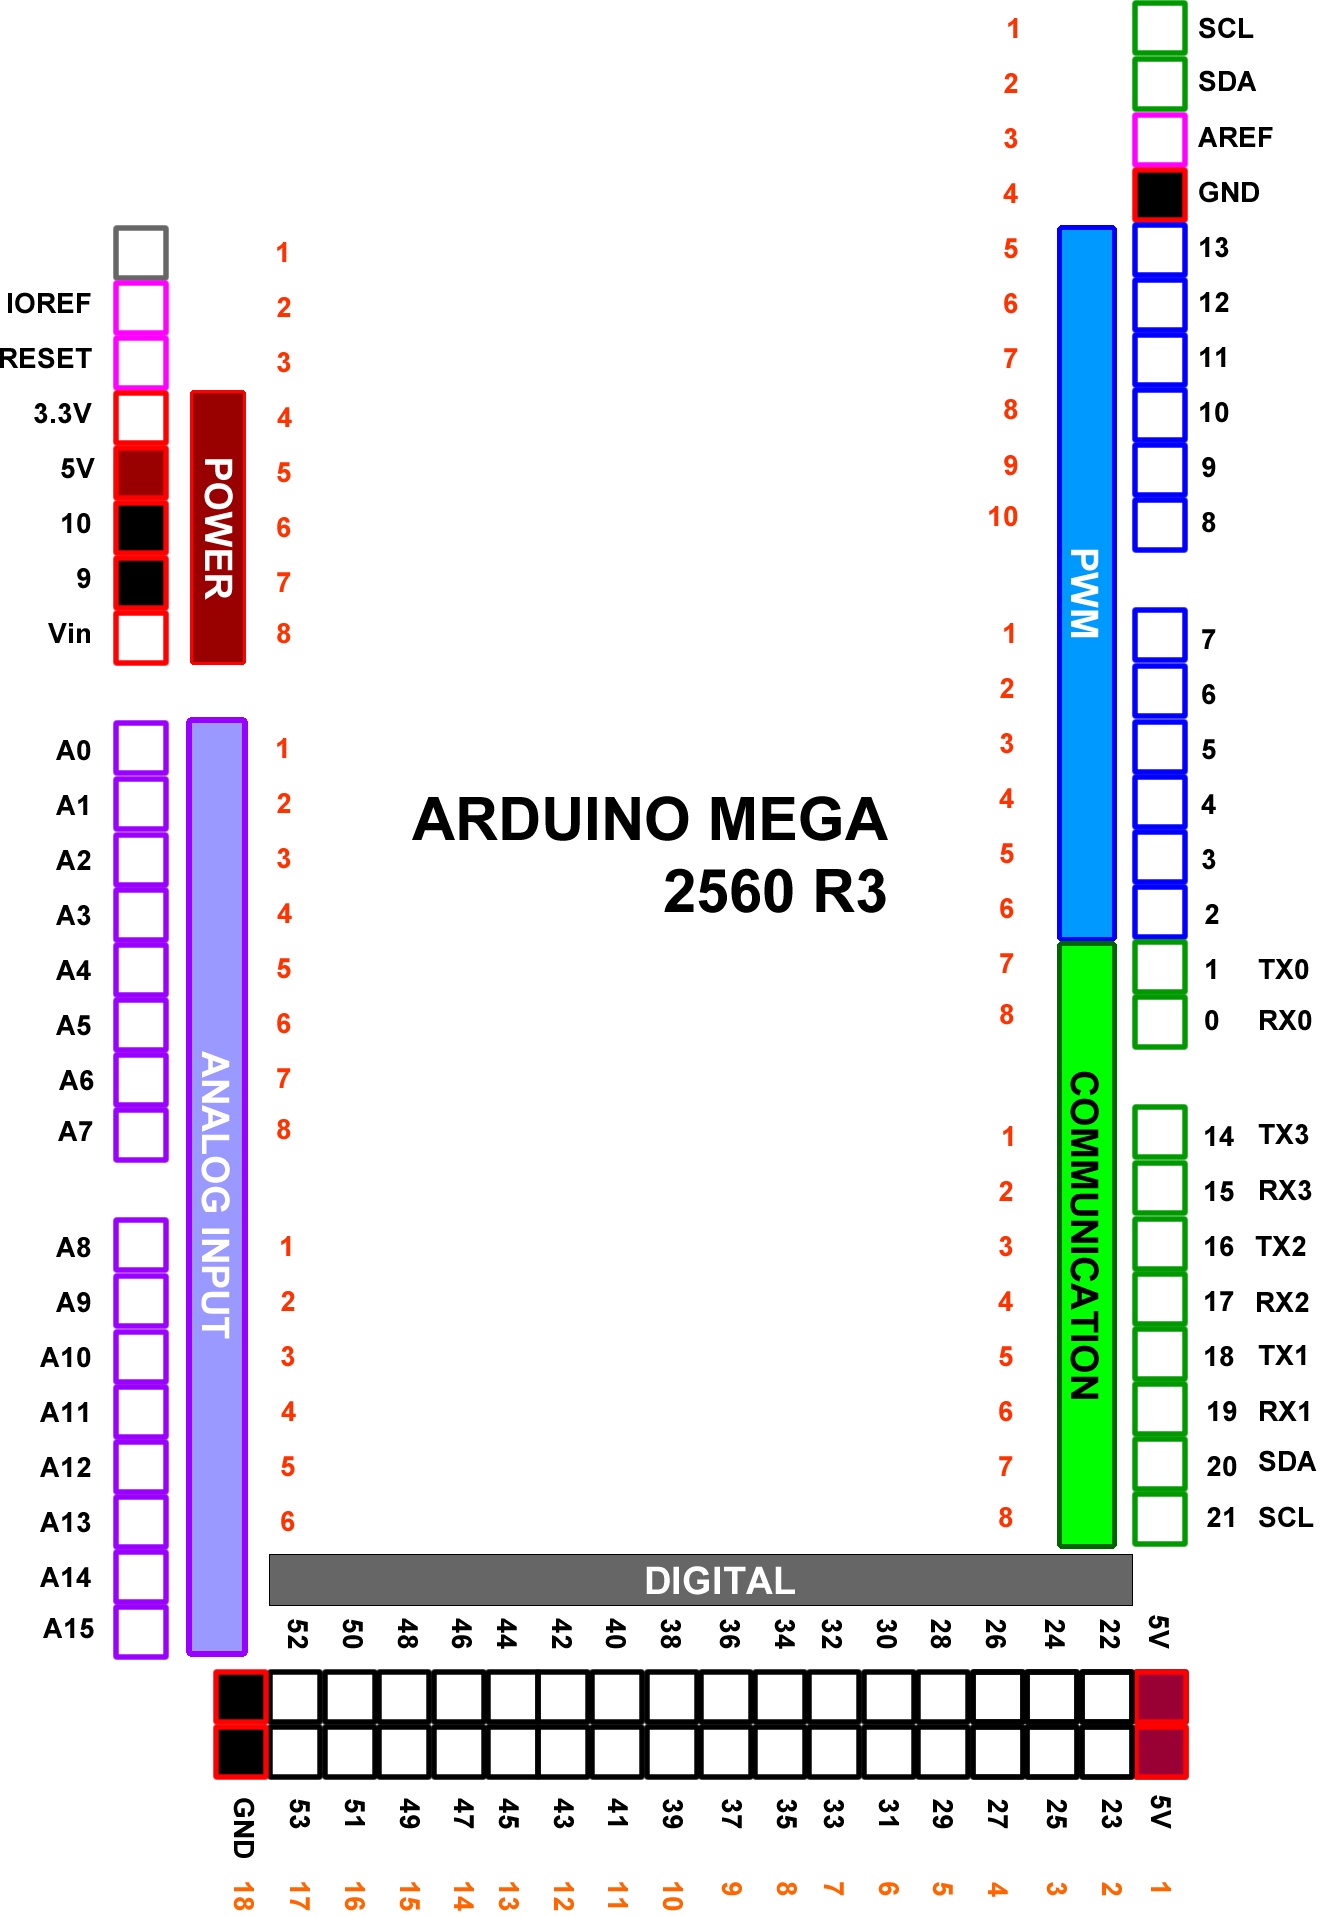 1 SCL
2 SDA
3 AREF
4 GND
1 5 13
IOREF 2 6 12
RESET 3 7 11
3.3V 4 8 10
5V 5 9 9
10 6 10 8
9 7
Vin 8
POWER
PWM
1 7
2 6
A0 1 3 5
A1 2 4 4
A2 3 5 3
A3 4 6 2
A4 5 7 1 TX0
A5 6 8 0 RX0
A6 7
A7 8
ARDUINO MEGA
2560 R3
ANALOG INPUT
COMMUNICATION
1 14 TX3
2 15 RX3
A8 1 3 16 TX2
A9 2 4 17 RX2
A10 3 5 18 TX1
A11 4 6 19 RX1
A12 5 7 20 SDA
A13 6 8 21 SCL
A14
A15
DIGITAL
52 50 48 46 44 42 40 38 36 34 32 30 28 26 24 22 5V
GND 53 51 49 47 45 43 41 39 37 35 33 31 29 27 25 23 5V
18 17 16 15 14 13 12 11 10 9 8 7 6 5 4 3 2 1